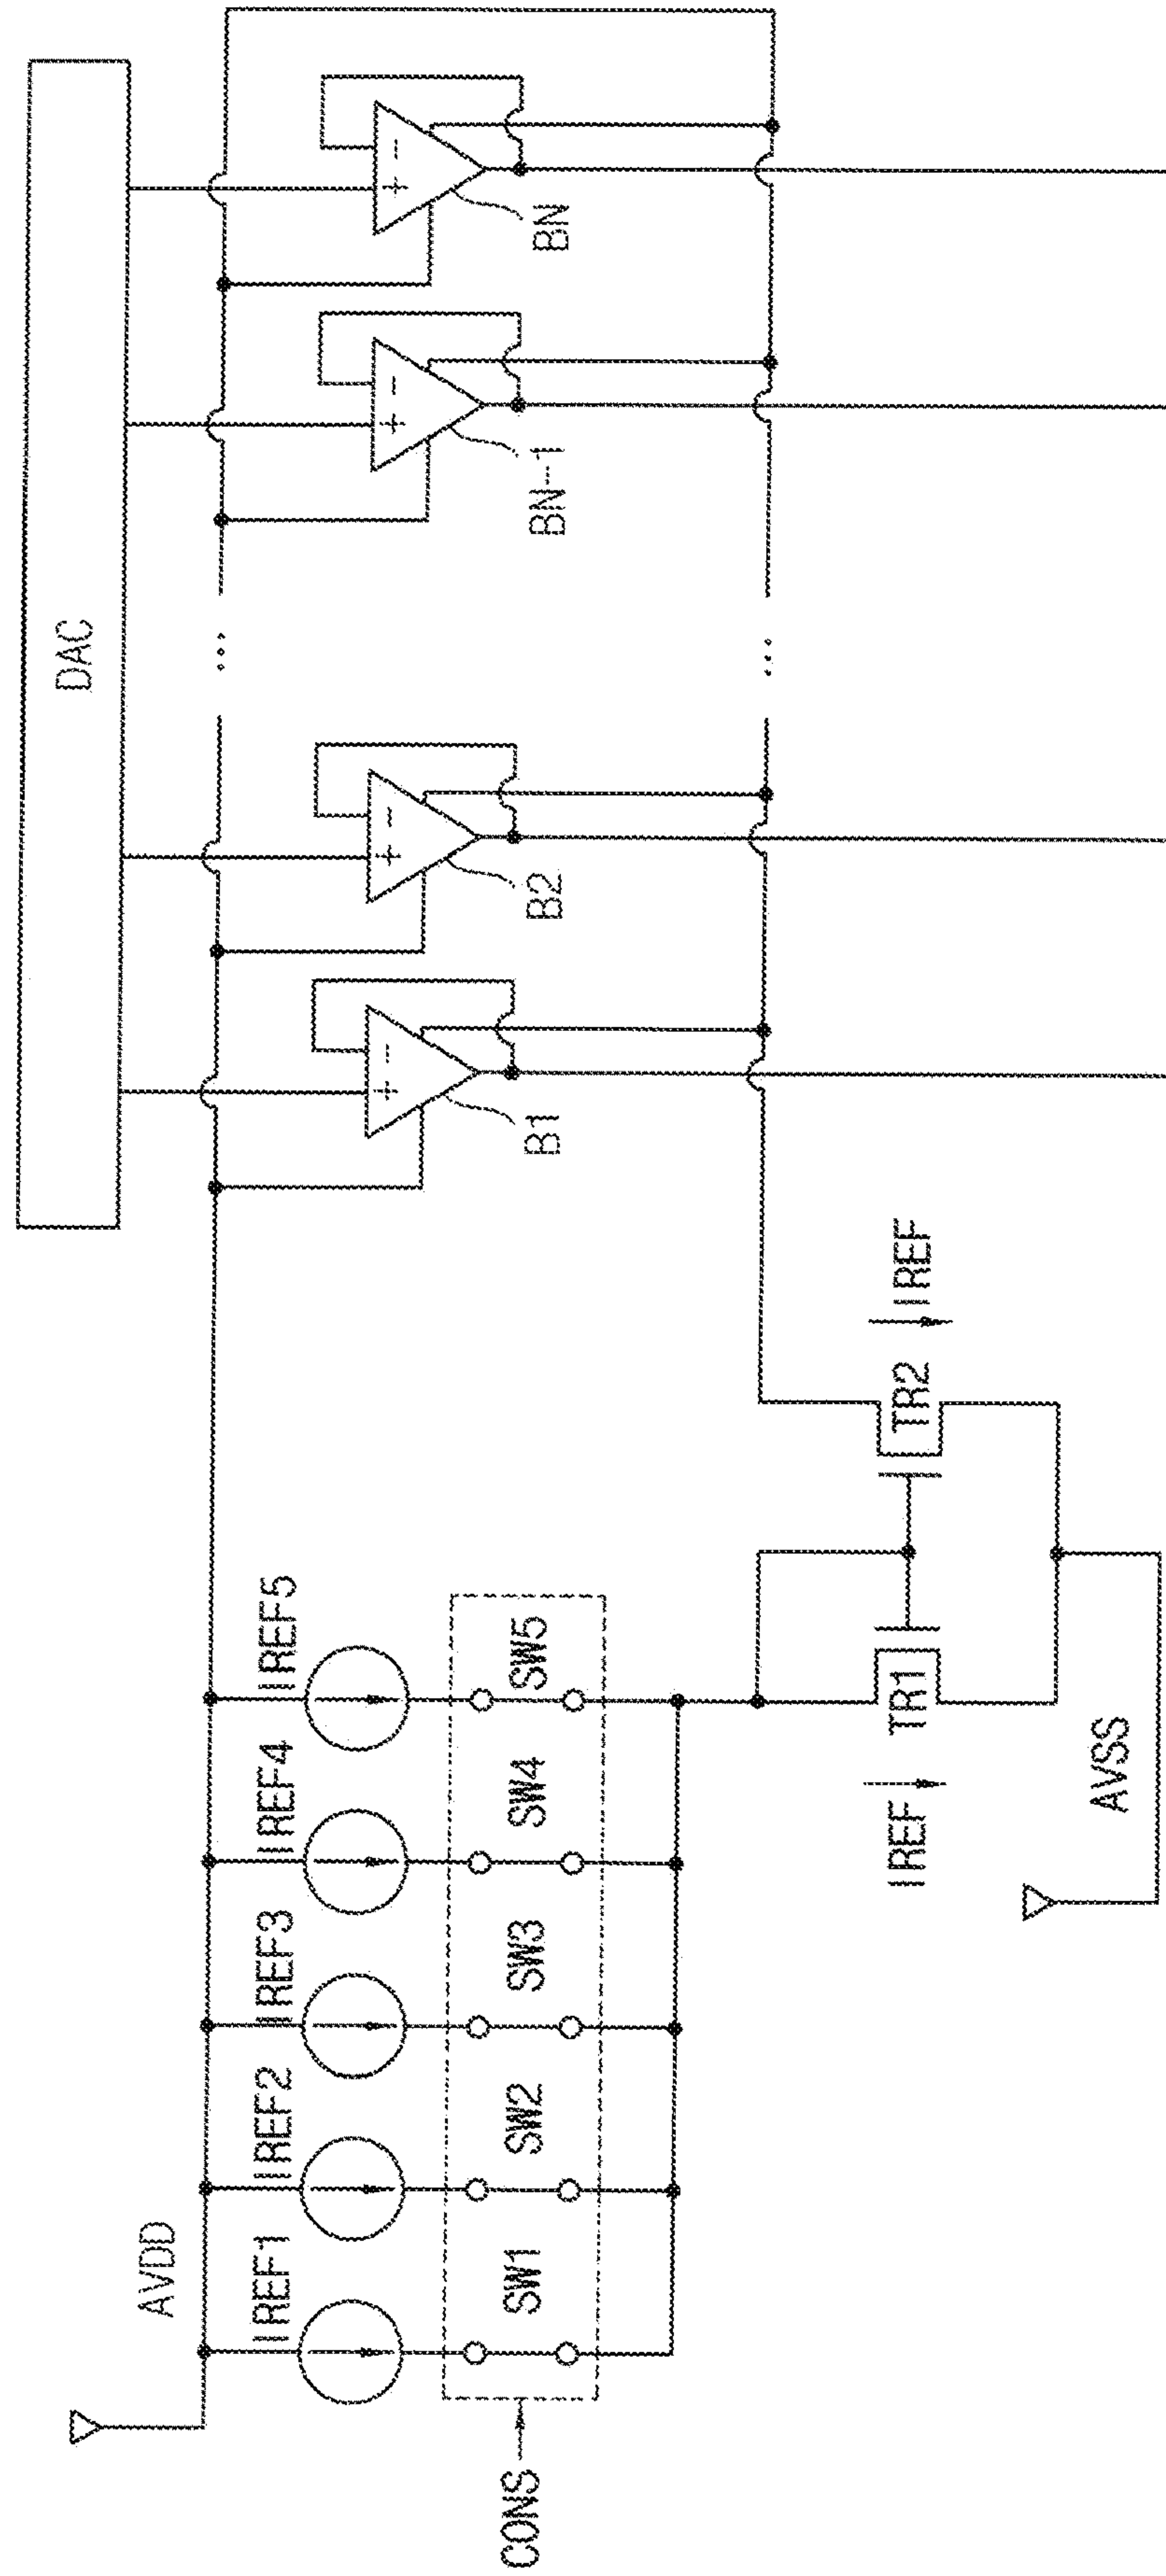 DAC
AVDD
IREF1
IREF2
IREF3
IREF4
IREF5
CONS
SW1
SW2
SW3
SW4
SW5
+ -
B1
+ -
B2
...
...
+ -
BN-1
+ -
BN
IREF
TR1
TR2
IREF
AVSS